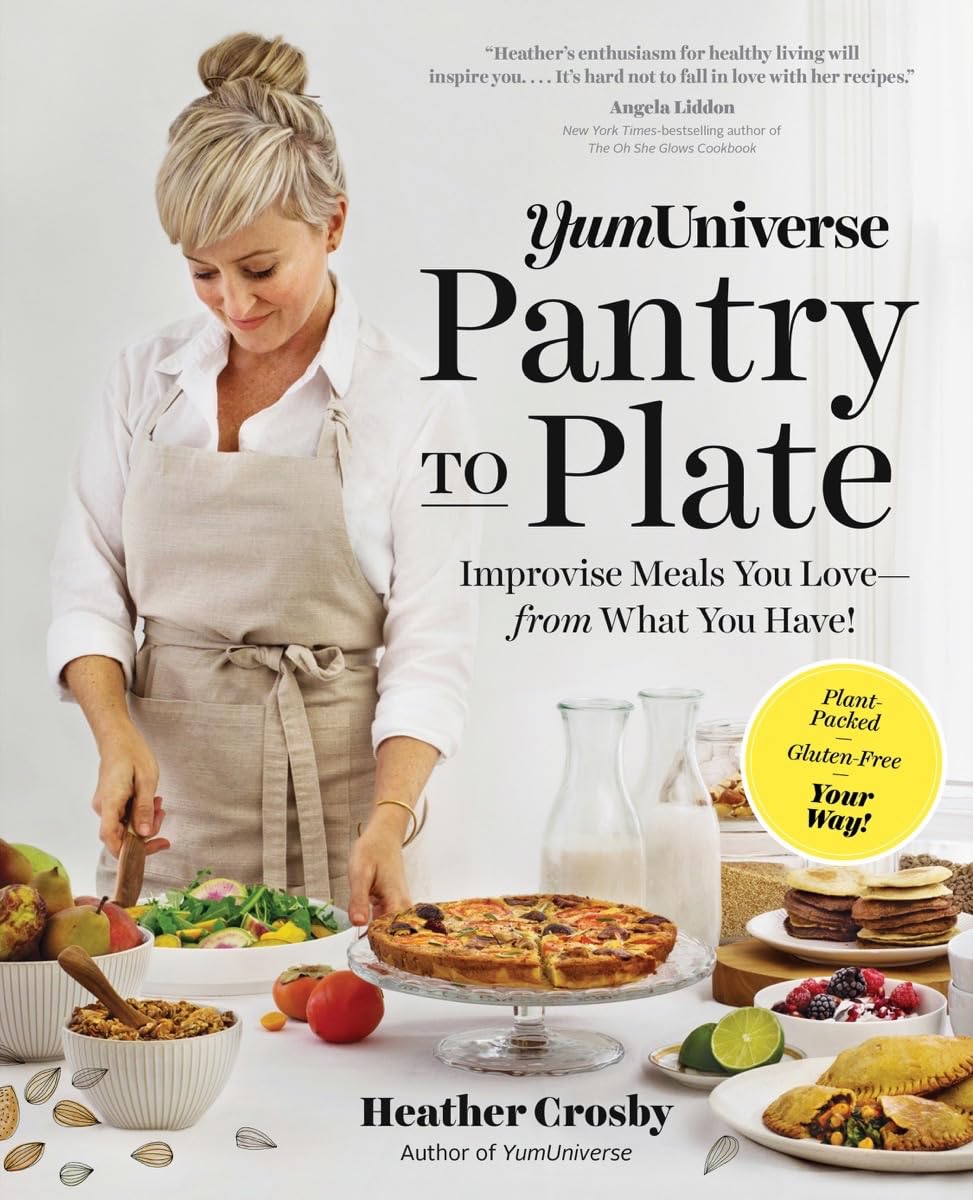 “Heather’s enthusiasm for healthy living will
inspire you. . . . It’s hard not to fall in love with her recipes.”
Angela Liddon
New York Times-bestselling author of
The Oh She Glows Cookbook
YumUniverse
Pantry
TO Plate
Improvise Meals You Love—
from What You Have!
Plant-
Packed
—
Gluten-Free
—
Your
Way!
Heather Crosby
Author of YumUniverse